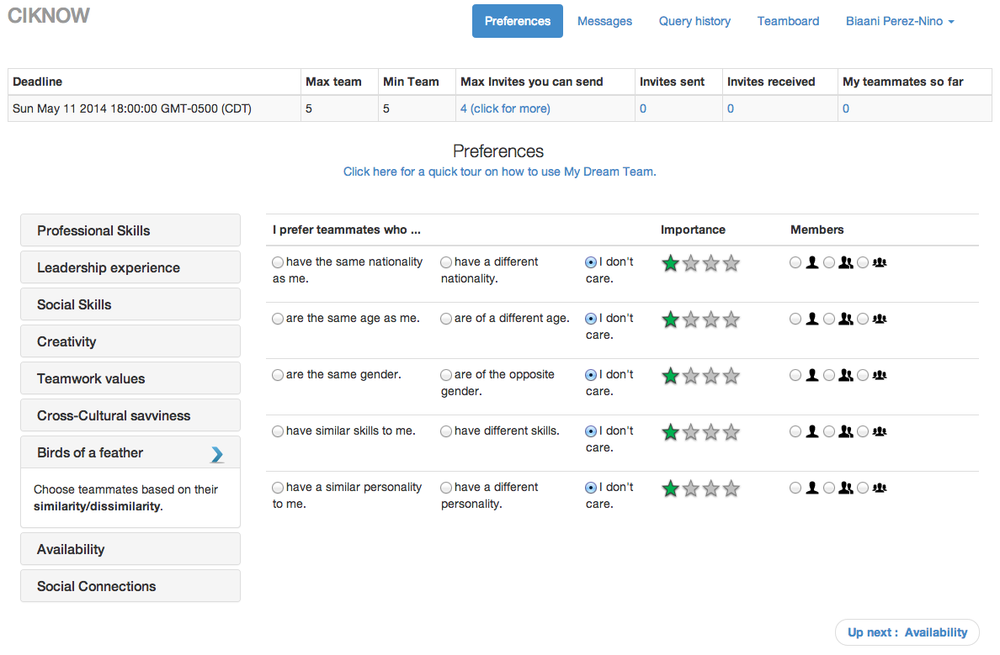 CIKNOW
Preferences Messages Query history Teamboard Biaani Perez-Nino
Deadline Max team Min Team Max Invites you can send Invites sent Invites received My teammates so far
Sun May 11 2014 18:00:00 GMT-0500 (CDT) 5 5 4 (click for more) 0 0 0
Preferences
Click here for a quick tour on how to use My Dream Team.
Professional Skills
Leadership experience
Social Skills
Creativity
Teamwork values
Cross-Cultural savviness
Birds of a feather
Choose teammates based on their
similarity/dissimilarity.
Availability
Social Connections
I prefer teammates who ... Importance Members
have the same nationality have a different I don't
as me. nationality. care.
are the same age as me. are of a different age. I don't
care.
are the same gender. are of the opposite I don't
gender. care.
have similar skills to me. have different skills. I don't
care.
have a similar personality have a different I don't
to me. personality. care.
Up next : Availability